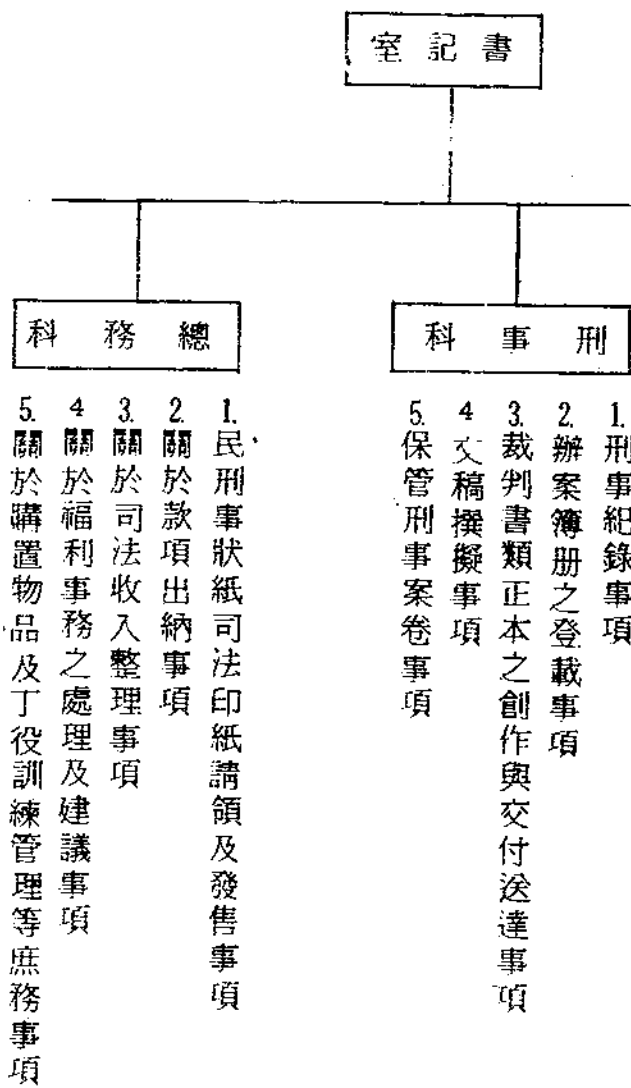 書記室
刑事科
1.刑事紀錄事項
2.辦案簿册之登載事項
3.裁判書類正本之創作與交付送達事項
4文稿撰擬事項
5.保管刑事案卷事項
總務科
1.民刑事狀紙司法印紙請領及發售事項
2.關於款項出納事項
3.關於司法收入整理事項
4關於福利事務之處理及建議事項
5.關於購置物品及丁役訓練管理等庶務事項